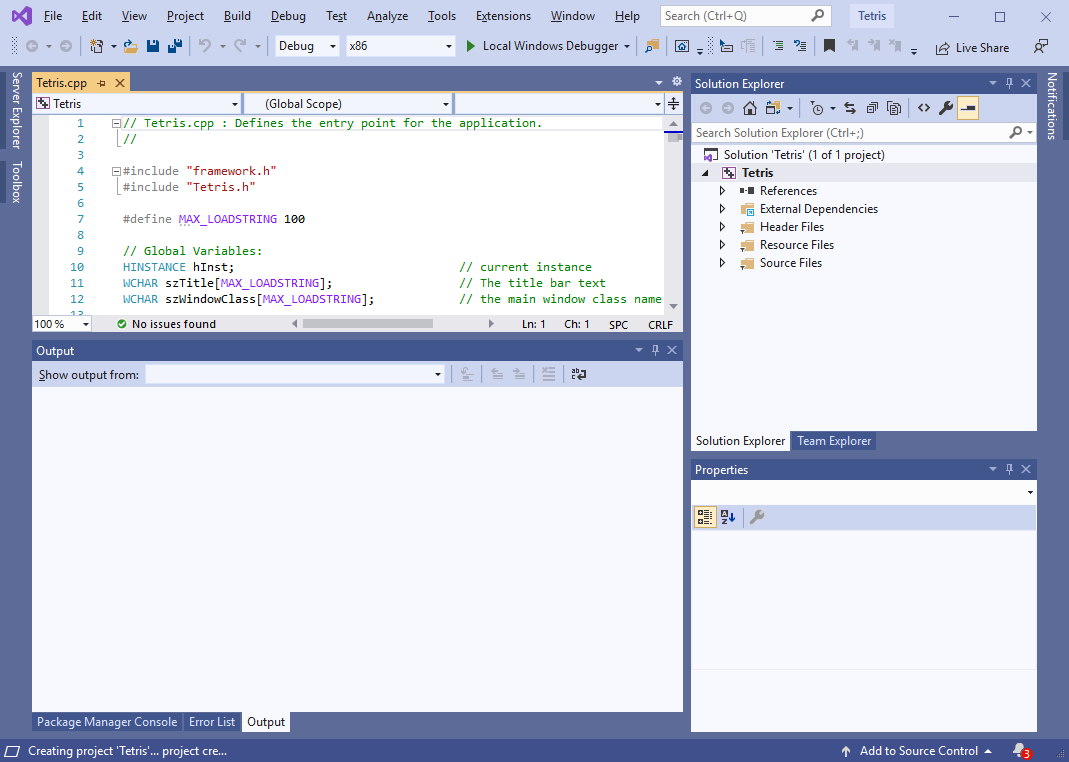 File Edit View Project Build Debug Test Analyze Tools Extensions Window Help Search (Ctrl+Q) Tetris
Debug x86 Local Windows Debugger Live Share
Server Explorer
Toolbox
Tetris.cpp
Tetris (Global Scope)
1 // Tetris.cpp : Defines the entry point for the application.
2 //
3
4 #include "framework.h"
5 #include "Tetris.h"
6
7 #define MAX_LOADSTRING 100
8
9 // Global Variables:
10 HINSTANCE hInst; // current instance
11 WCHAR szTitle[MAX_LOADSTRING]; // The title bar text
12 WCHAR szWindowClass[MAX_LOADSTRING]; // the main window class name
13
100 % No issues found Ln: 1 Ch: 1 SPC CRLF
Output
Show output from:
Package Manager Console Error List Output
Solution Explorer
Search Solution Explorer (Ctrl+;)
Solution 'Tetris' (1 of 1 project)
Tetris
References
External Dependencies
Header Files
Resource Files
Source Files
Solution Explorer Team Explorer
Properties
Notifications
Creating project 'Tetris'... project cre... Add to Source Control 3